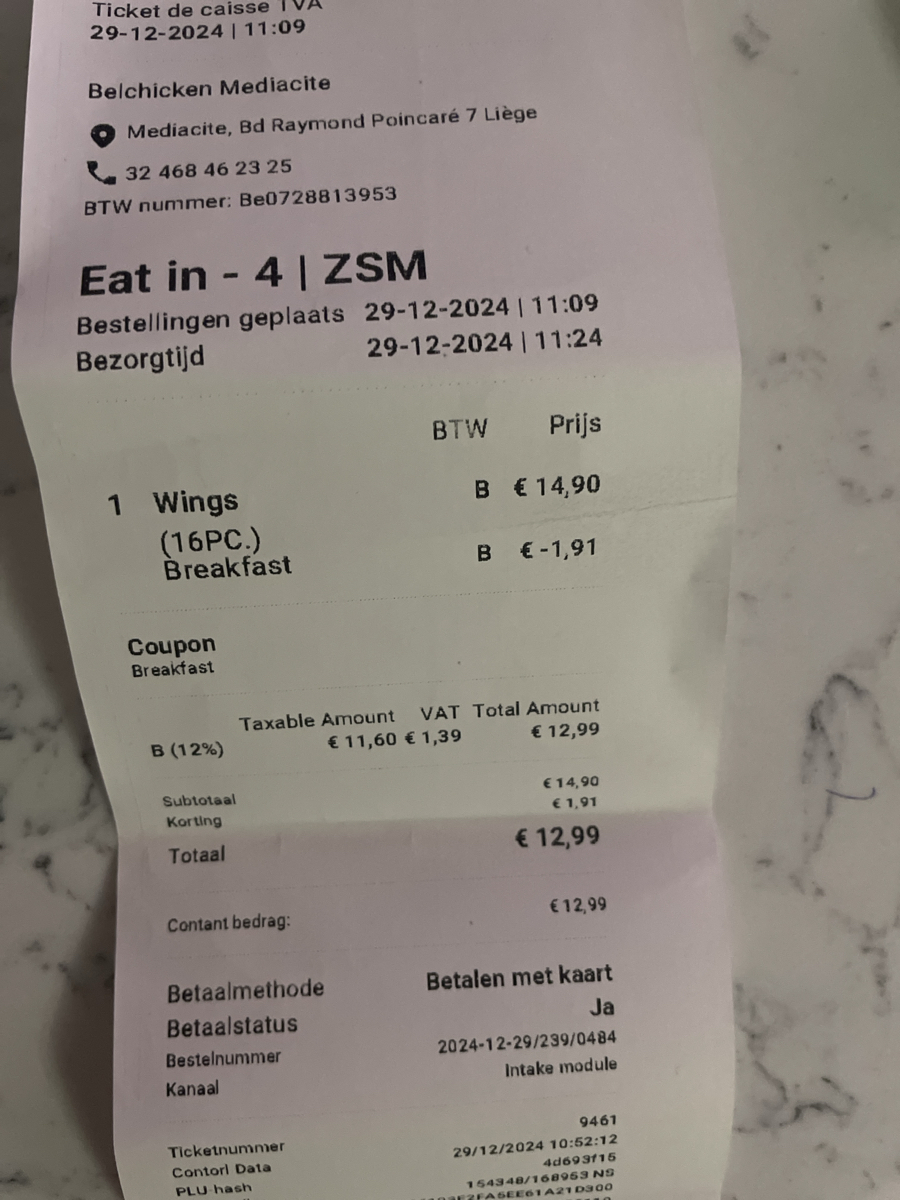 Ticket de caisse TVA
29-12-2024 | 11:09
Belchicken Mediacite
Mediacite, Bd Raymond Poincaré 7 Liège
32 468 46 23 25
BTW nummer: Be0728813953
Eat in - 4 | ZSM
Bestellingen geplaats 29-12-2024 | 11:09
Bezorgtijd 29-12-2024 | 11:24
BTW Prijs
1 Wings B € 14,90
(16PC.)
Breakfast B € -1,91
Coupon
Breakfast
Taxable Amount VAT Total Amount
B (12%) € 11,60 € 1,39 € 12,99
Subtotaal € 14,90
Korting € 1,91
Totaal € 12,99
Contant bedrag: € 12,99
Betaalmethode Betalen met kaart
Betaalstatus Ja
Bestelnummer 2024-12-29/239/0484
Kanaal Intake module
Ticketnummer 9461
Contorl Data 29/12/2024 10:52:12
PLU hash 4d693f15
154348/168953 NS